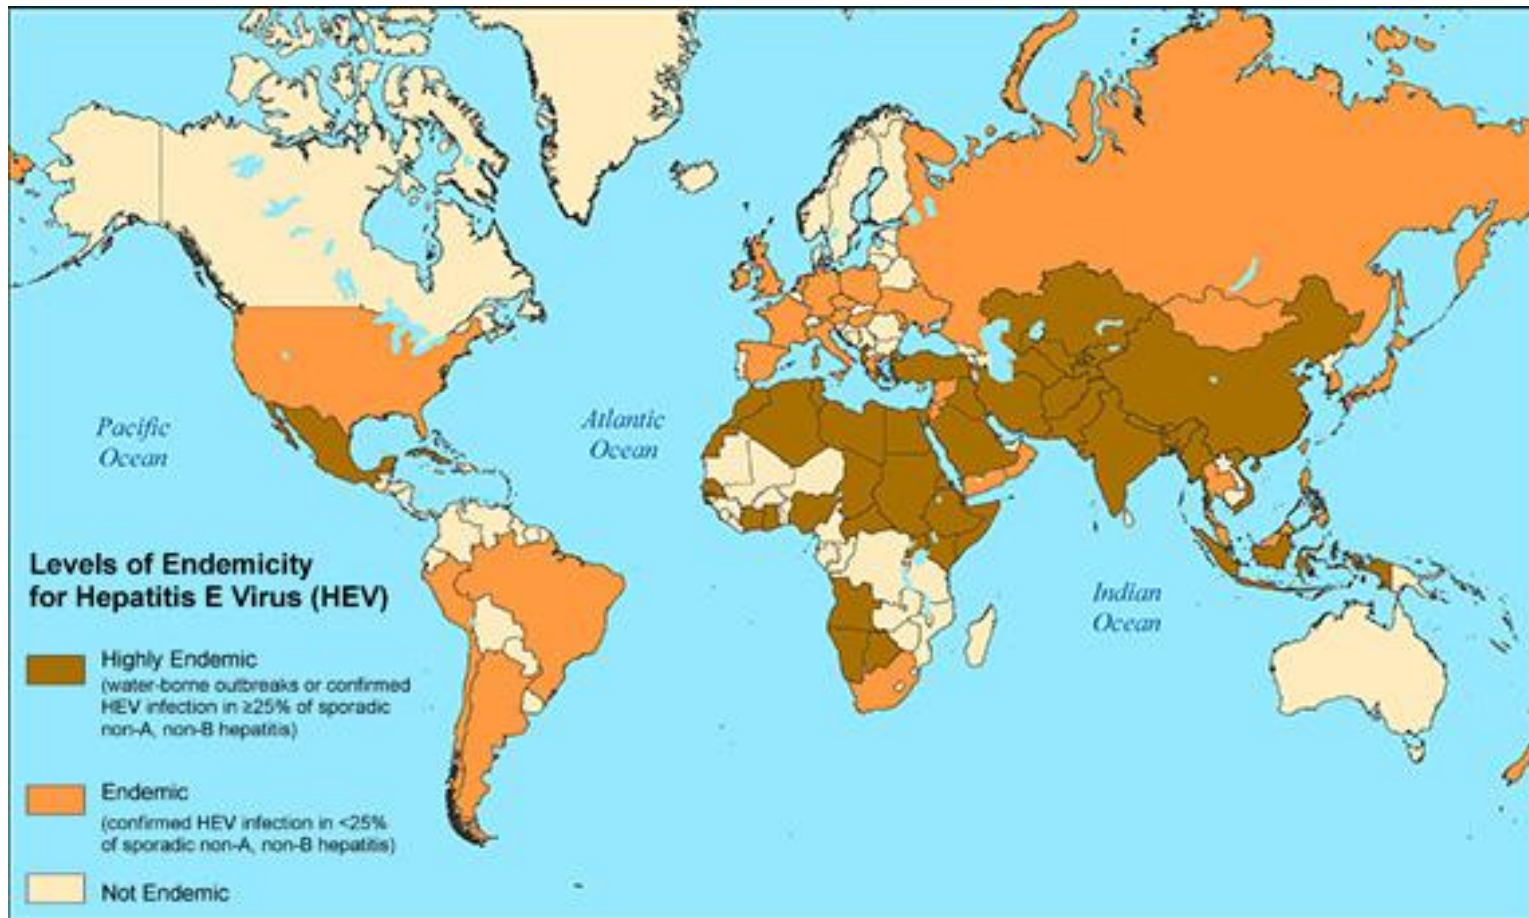 Pacific
Ocean
Atlantic
Ocean
Indian
Ocean
Levels of Endemicity
for Hepatitis E Virus (HEV)
Highly Endemic
(water-borne outbreaks or confirmed
HEV infection in ≥25% of sporadic
non-A, non-B hepatitis)
Endemic
(confirmed HEV infection in <25%
of sporadic non-A, non-B hepatitis)
Not Endemic